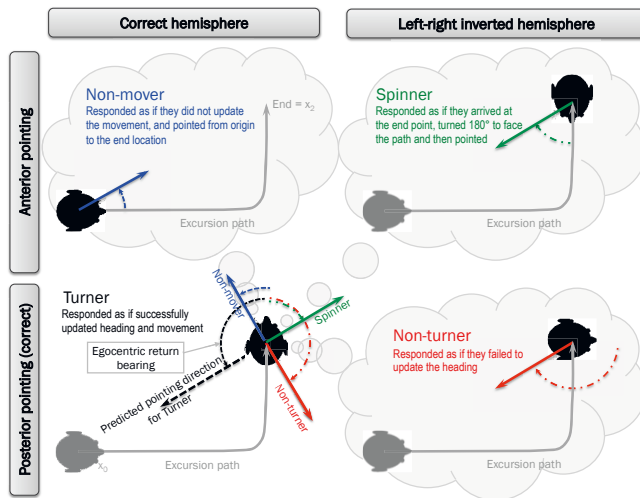 Correct hemisphere
Left-right inverted hemisphere
Anterior pointing
Non-mover
Responded as if they did not update
the movement, and pointed from origin
to the end location
End = x₂
Excursion path
Spinner
Responded as if they arrived at
the end point, turned 180° to face
the path and then pointed
Excursion path
Posterior pointing (correct)
Turner
Responded as if successfully
updated heading and movement
Egocentric return
bearing
Non-mover
Spinner
Non-turner
Predicted pointing direction
for Turner
x₀
Excursion path
Non-turner
Responded as if they failed to
update the heading
Excursion path